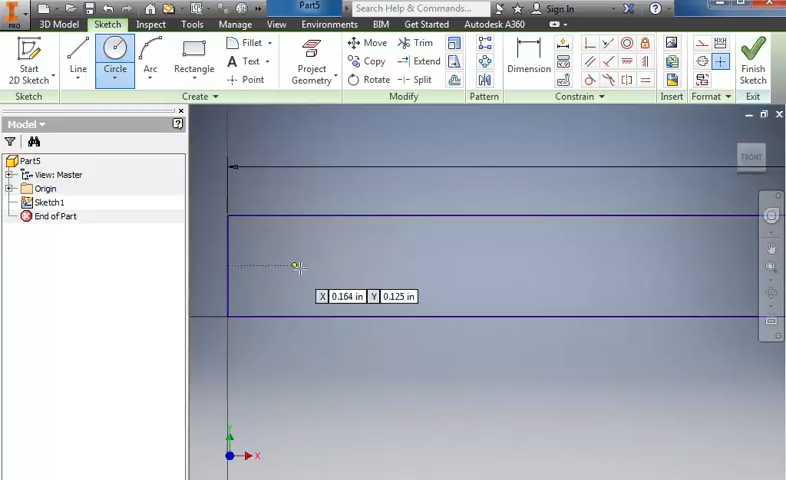 Part5
Search Help & Commands...
Sign In
PRO
3D Model Sketch Inspect Tools Manage View Environments BIM Get Started Autodesk A360
Start
2D Sketch
Line
Circle
Arc
Rectangle
Fillet
Text
Point
Project
Geometry
Move
Copy
Rotate
Trim
Extend
Split
Dimension
Finish
Sketch
Sketch Create Modify Pattern Constrain Insert Format Exit
Model
Part5
View: Master
Origin
Sketch1
End of Part
FRONT
X 0.164 in Y 0.125 in
Y
X